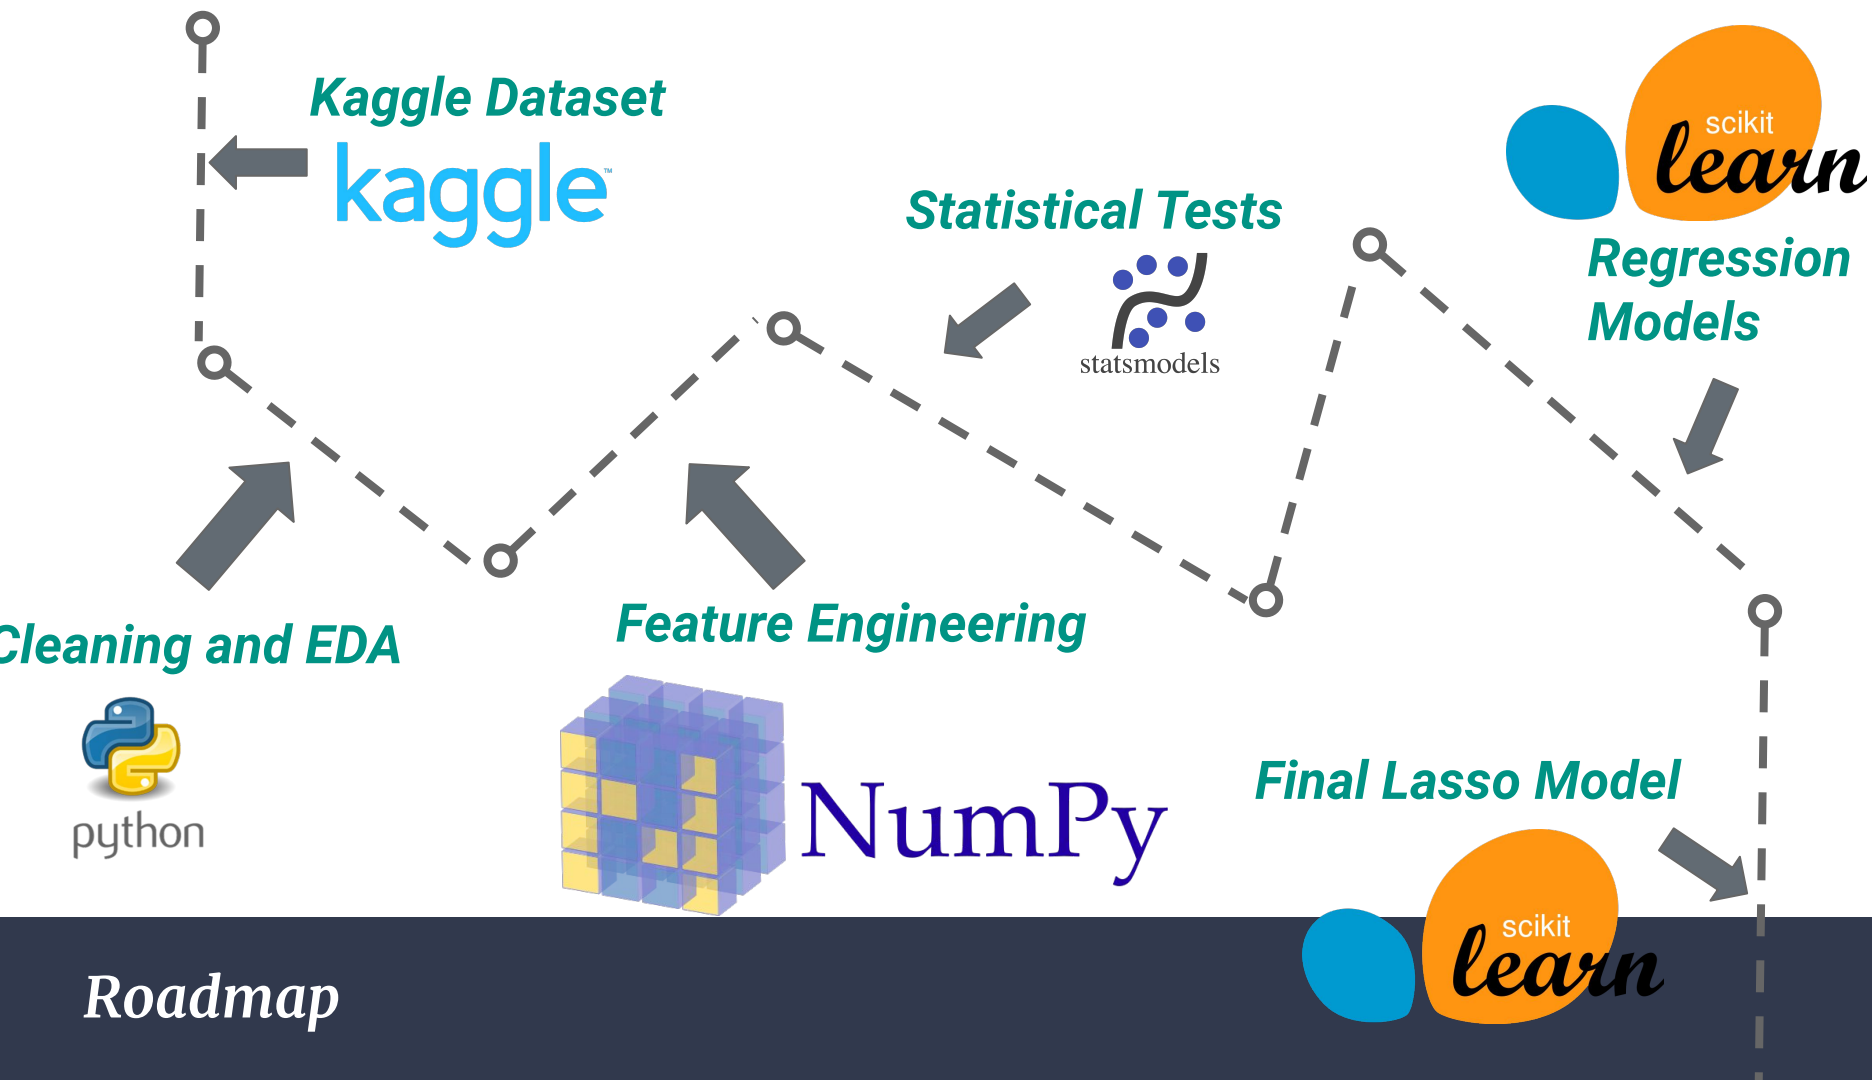 Kaggle Dataset
kaggle™
Statistical Tests
statsmodels
scikit
learn
Regression
Models
Cleaning and EDA
python
Feature Engineering
NumPy
Final Lasso Model
scikit
learn
Roadmap